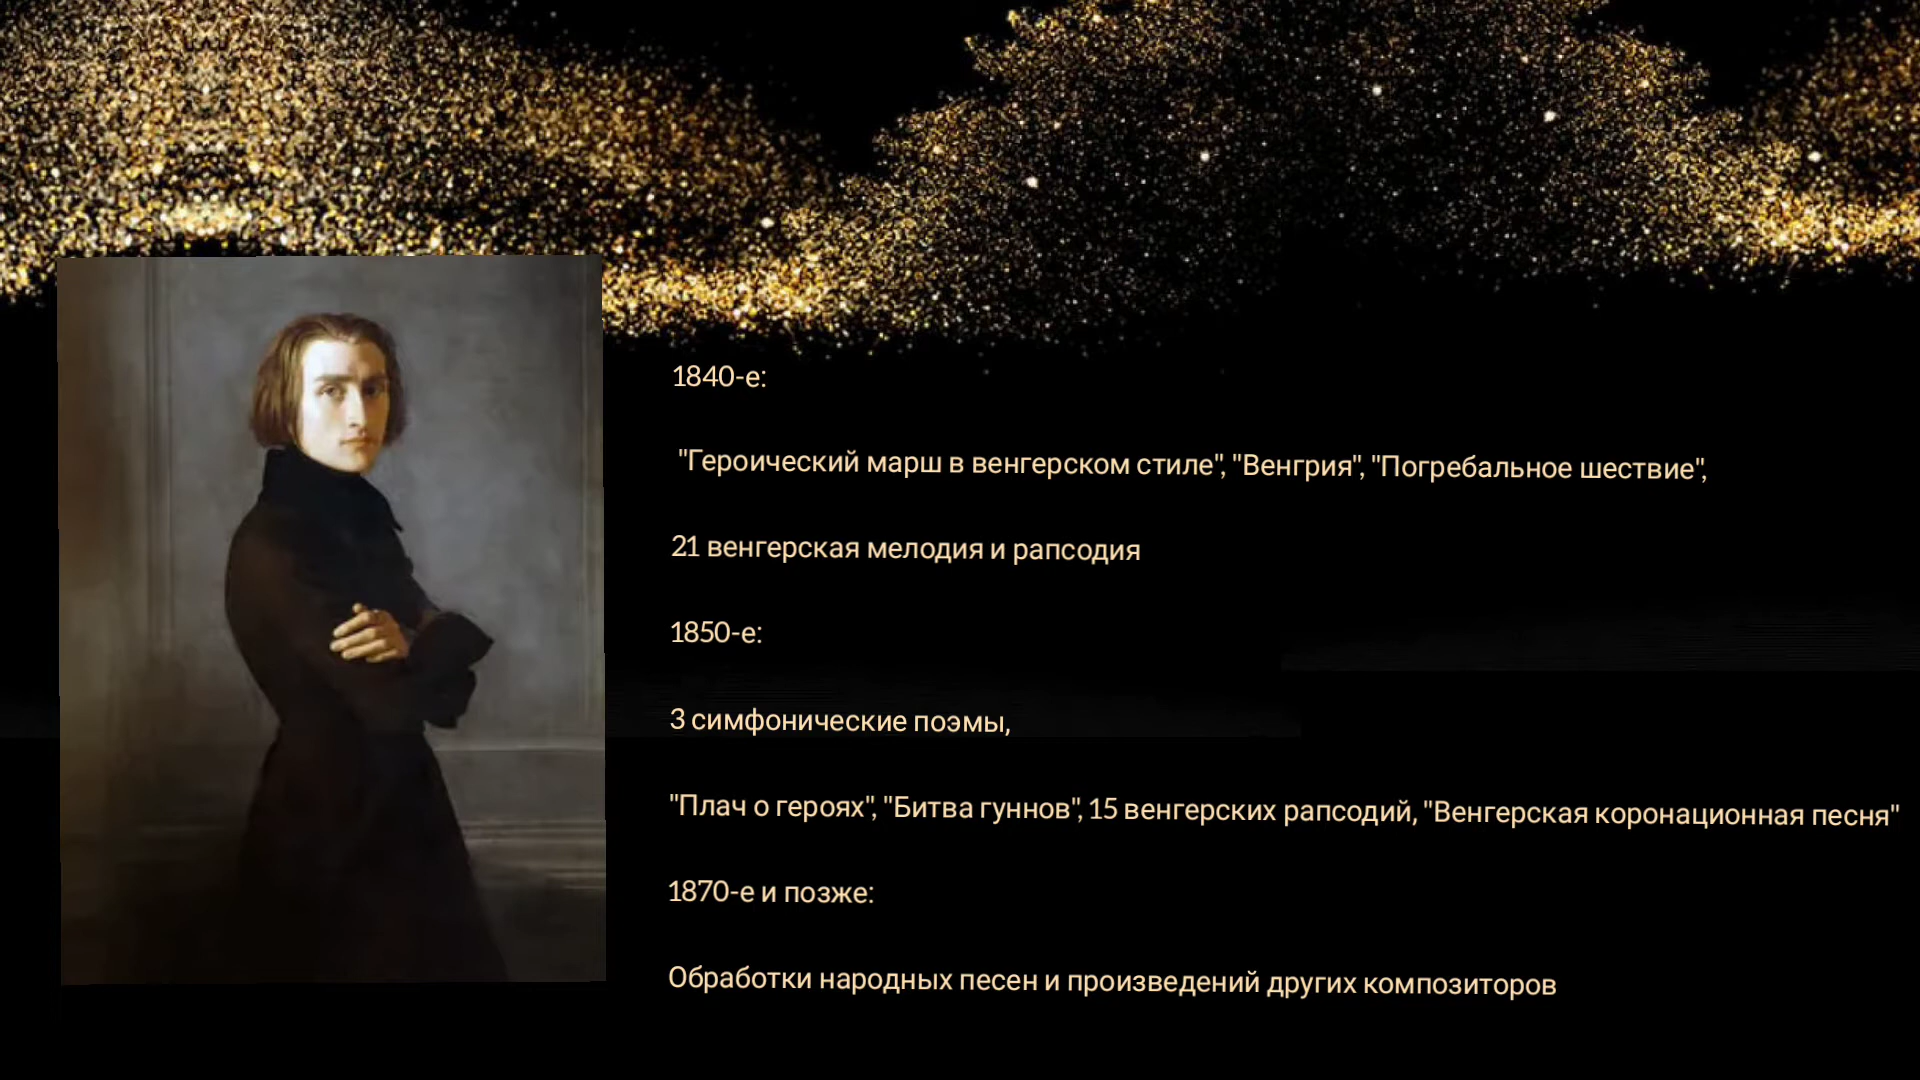 1840-е:
"Героический марш в венгерском стиле", "Венгрия", "Погребальное шествие",
21 венгерская мелодия и рапсодия
1850-е:
3 симфонические поэмы,
"Плач о героях", "Битва гуннов", 15 венгерских рапсодий, "Венгерская коронационная песня"
1870-е и позже:
Обработки народных песен и произведений других композиторов